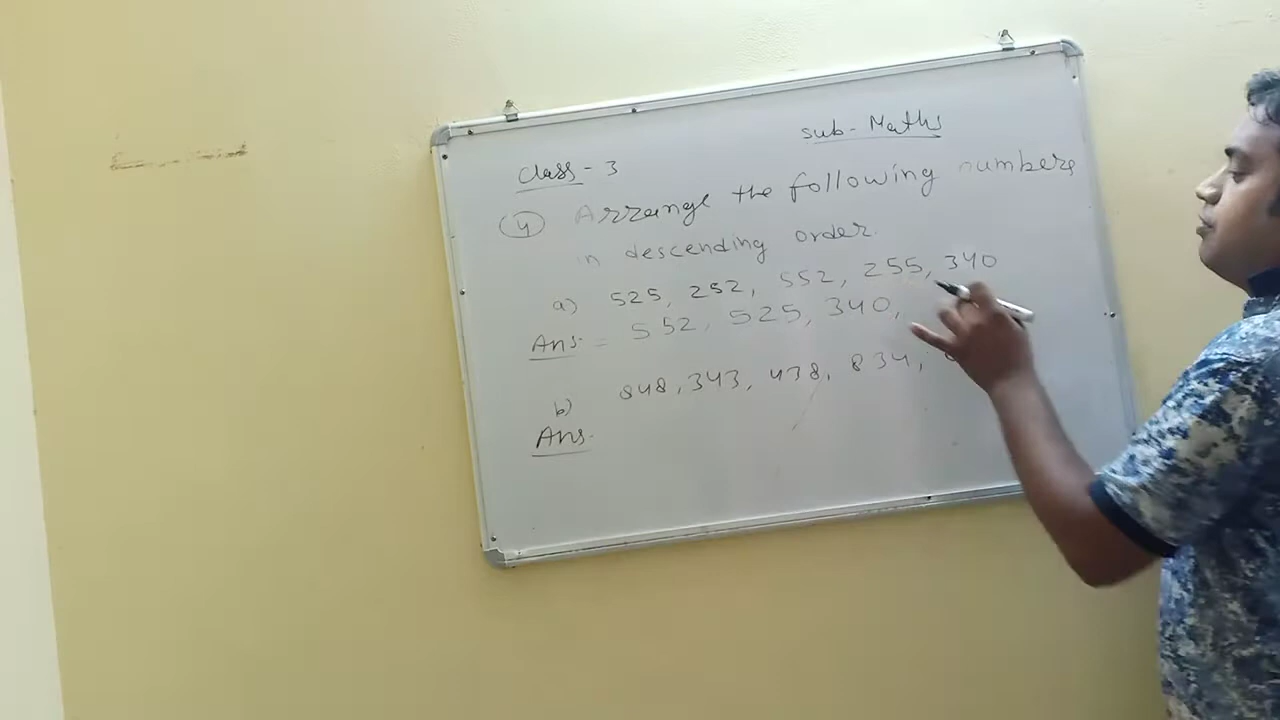 sub- Maths
Class - 3
(4) Arrange the following numbers
in descending order.
a) 525, 252, 552, 255, 340
Ans = 552, 525, 340,
b) 848, 343, 438, 834,
Ans.